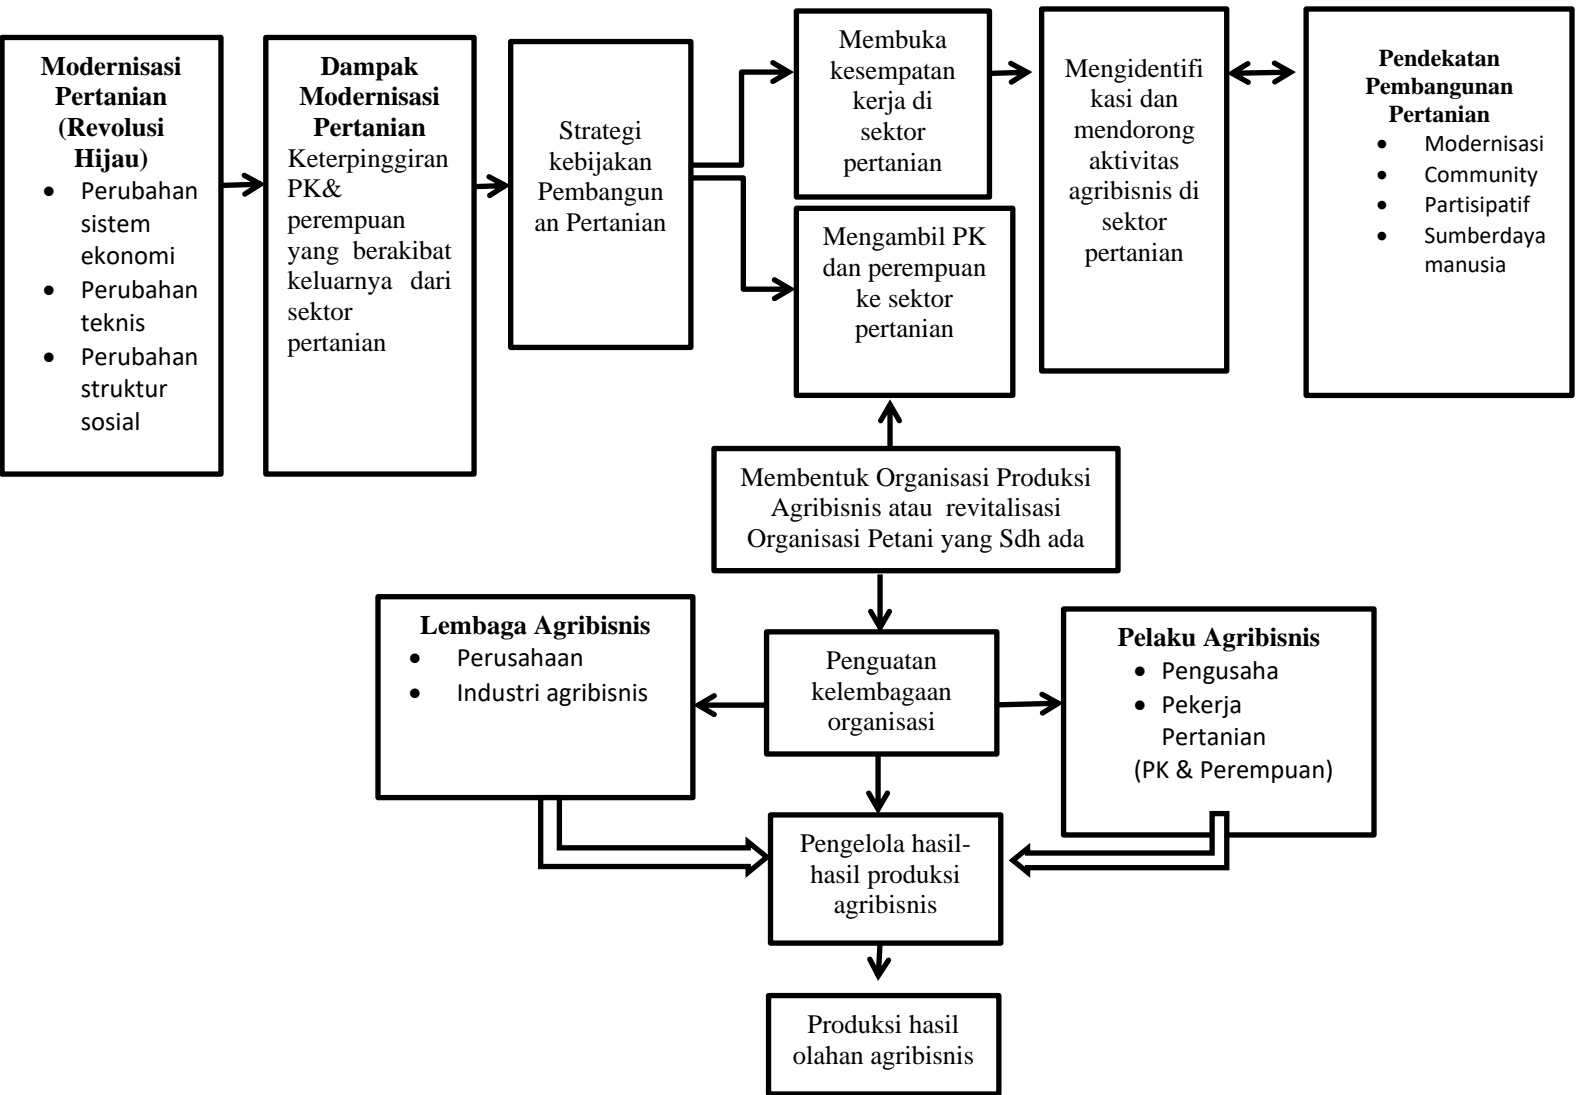 Modernisasi
Pertanian
(Revolusi
Hijau)
• Perubahan
sistem
ekonomi
• Perubahan
teknis
• Perubahan
struktur
sosial
Dampak
Modernisasi
Pertanian
Keterpinggiran
PK&
perempuan
yang berakibat
keluarnya dari
sektor
pertanian
Strategi
kebijakan
Pembangun
an Pertanian
Membuka
kesempatan
kerja di
sektor
pertanian
Mengambil PK
dan perempuan
ke sektor
pertanian
Mengidentifi
kasi dan
mendorong
aktivitas
agribisnis di
sektor
pertanian
Pendekatan
Pembangunan
Pertanian
• Modernisasi
• Community
• Partisipatif
• Sumberdaya
manusia
Membentuk Organisasi Produksi
Agribisnis atau revitalisasi
Organisasi Petani yang Sdh ada
Lembaga Agribisnis
• Perusahaan
• Industri agribisnis
Penguatan
kelembagaan
organisasi
Pelaku Agribisnis
• Pengusaha
• Pekerja
Pertanian
(PK & Perempuan)
Pengelola hasil-
hasil produksi
agribisnis
Produksi hasil
olahan agribisnis